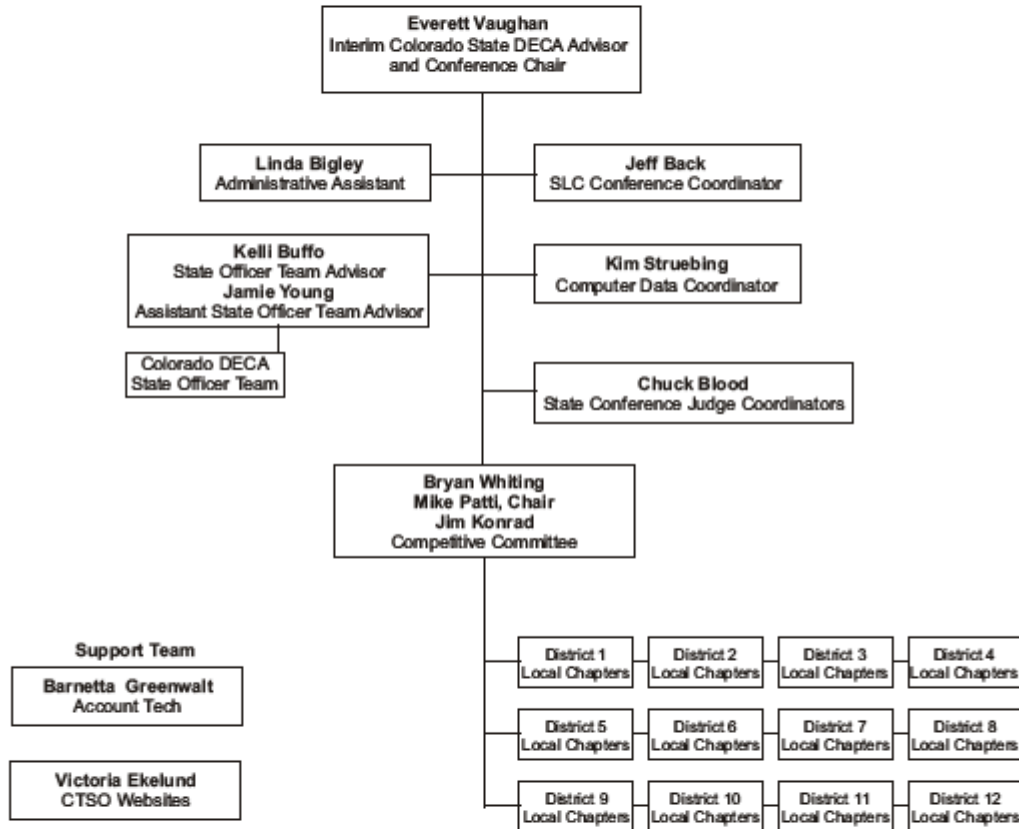 Everett Vaughan
Interim Colorado State DECA Advisor
and Conference Chair
Linda Bigley
Administrative Assistant
Jeff Back
SLC Conference Coordinator
Kelli Buffo
State Officer Team Advisor
Jamie Young
Assistant State Officer Team Advisor
Kim Struebing
Computer Data Coordinator
Colorado DECA
State Officer Team
Chuck Blood
State Conference Judge Coordinators
Bryan Whiting
Mike Patti, Chair
Jim Konrad
Competitive Committee
Support Team
Barnetta Greenwalt
Account Tech
Victoria Ekelund
CTSO Websites
District 1
Local Chapters
District 2
Local Chapters
District 3
Local Chapters
District 4
Local Chapters
District 5
Local Chapters
District 6
Local Chapters
District 7
Local Chapters
District 8
Local Chapters
District 9
Local Chapters
District 10
Local Chapters
District 11
Local Chapters
District 12
Local Chapters